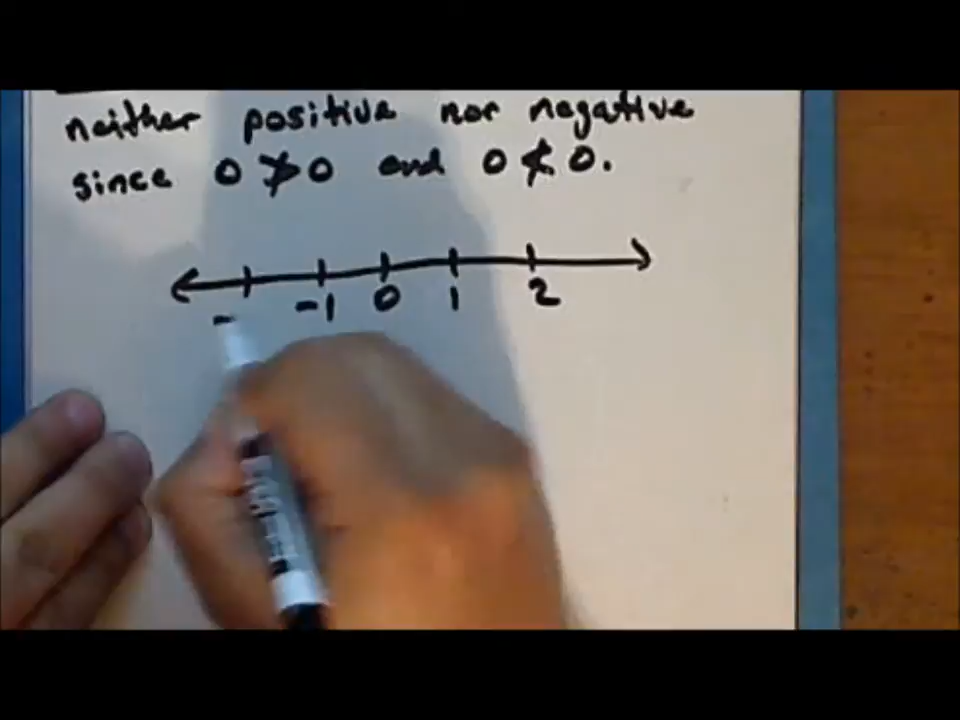 neither positive nor negative
since 0 ≯ 0 and 0 ≮ 0.
- -1 0 1 2